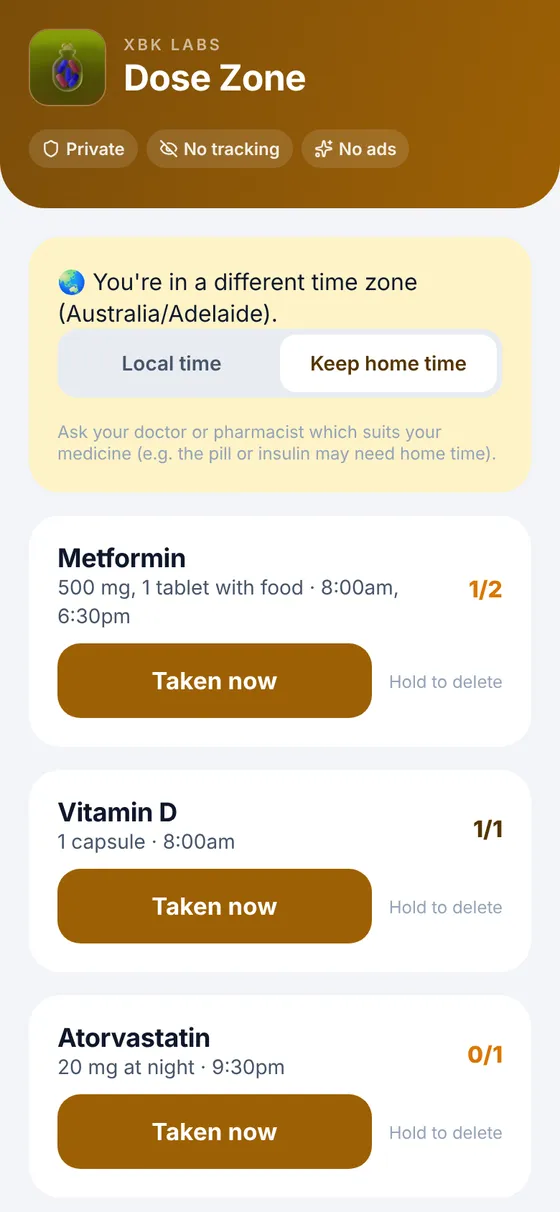 XBK LABS
Dose Zone
Private
No tracking
No ads
🌏 You're in a different time zone
(Australia/Adelaide).
Local time
Keep home time
Ask your doctor or pharmacist which suits your
medicine (e.g. the pill or insulin may need home time).
Metformin
500 mg, 1 tablet with food · 8:00am,
6:30pm
1/2
Taken now
Hold to delete
Vitamin D
1 capsule · 8:00am
1/1
Taken now
Hold to delete
Atorvastatin
20 mg at night · 9:30pm
0/1
Taken now
Hold to delete